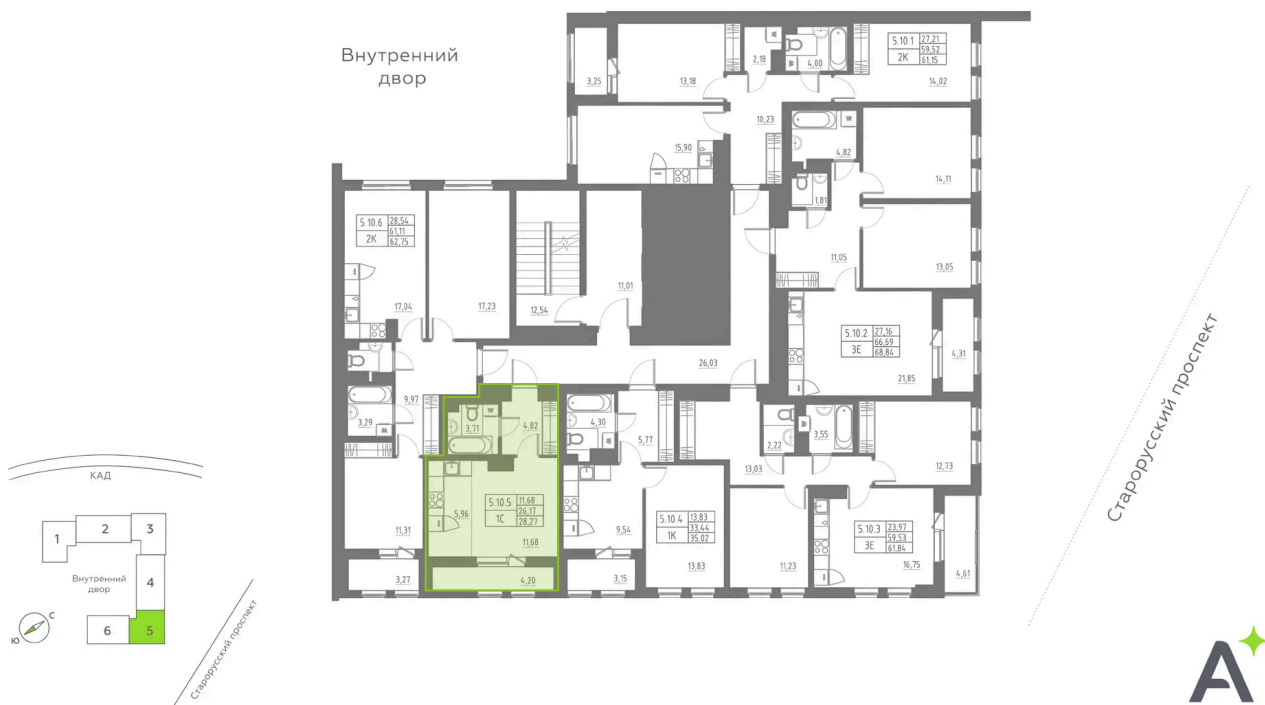 Внутренний
двор
3,25
13,18
2,18
4,00
5.10.1 27,21
2К 59,52
61,15
14,02
15,90
10,23
4,82
14,11
1,81
11,05
13,05
5.10.6 28,54
2К 61,11
62,75
17,04
17,23
12,54
11,01
26,03
5.10.2 27,16
3Е 66,69
68,84
21,85
4,31
3,29
9,97
3,71
4,82
4,30
5,77
2,22
3,55
13,03
12,73
11,31
5,96
5.10.5 11,68
1С 26,17
28,27
11,68
9,54
5.10.4 13,83
1К 33,44
35,02
13,83
11,23
5.10.3 23,97
3Е 59,53
61,84
16,75
3,27
4,20
3,15
4,61
Старорусский проспект
КАД
1
2
3
Внутренний
двор
4
5
6
С
Ю
Старорусский проспект
W
W
W
W
W
W
W
A